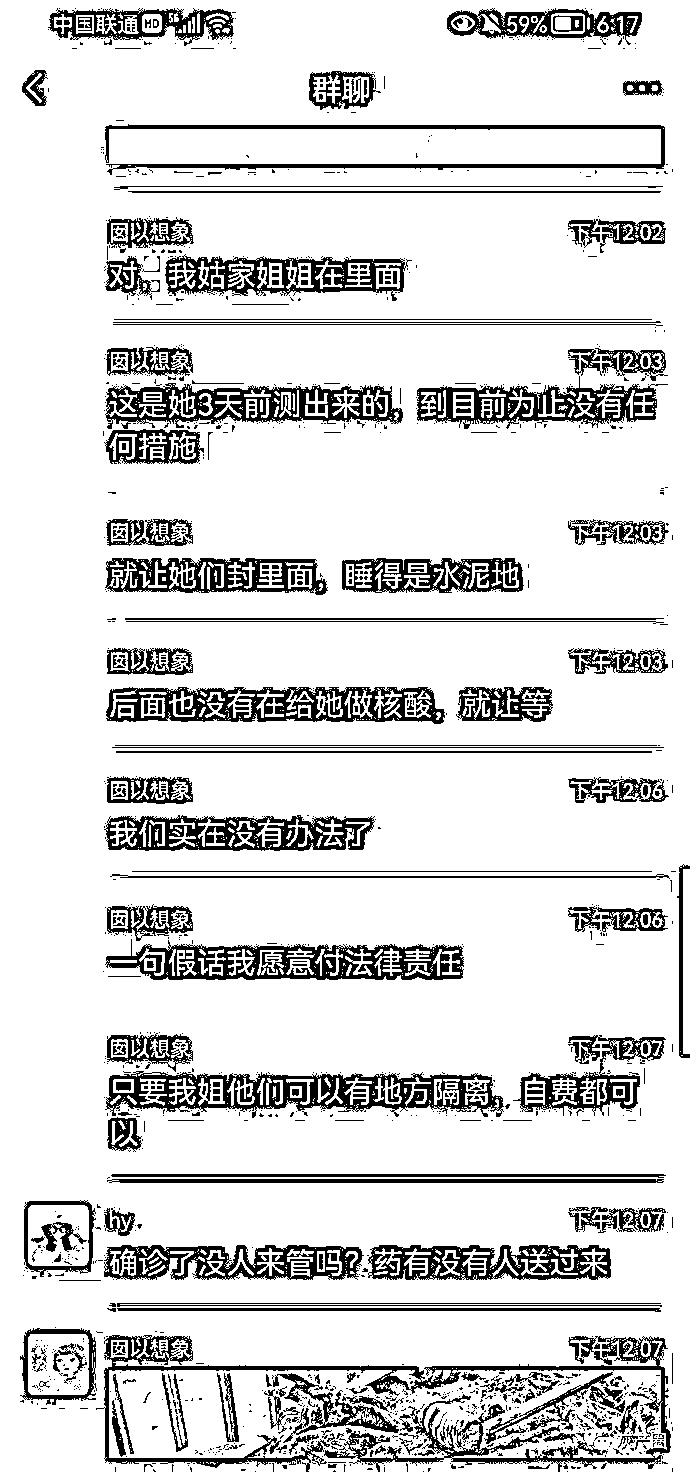 中国联通 HD 59% 6:17
群聊
囡以想象 下午12:02
对。我姑家姐姐在里面
囡以想象 下午12:03
这是她3天前测出来的，到目前为止没有任
何措施
囡以想象 下午12:03
就让她们封里面，睡得是水泥地
囡以想象 下午12:03
后面也没有在给她做核酸，就让等
囡以想象 下午12:06
我们实在没有办法了
囡以想象 下午12:06
一句假话我愿意付法律责任
囡以想象 下午12:07
只要我姐他们可以有地方隔离，自费都可
以
hy. 下午12:07
确诊了没人来管吗？药有没有人送过来
囡以想象 下午12:07